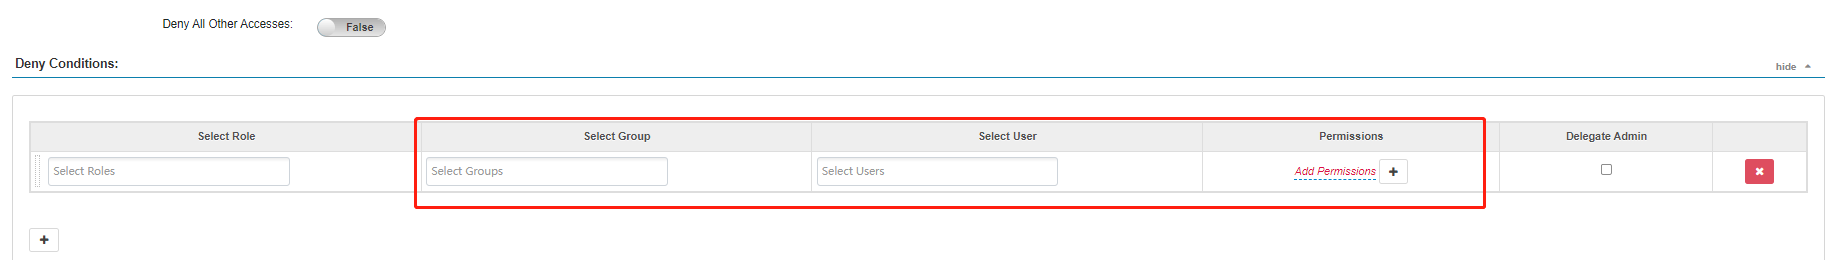 Deny All Other Accesses: False
Deny Conditions:
hide
Select Role Select Group Select User Permissions Delegate Admin
Select Roles Select Groups Select Users Add Permissions